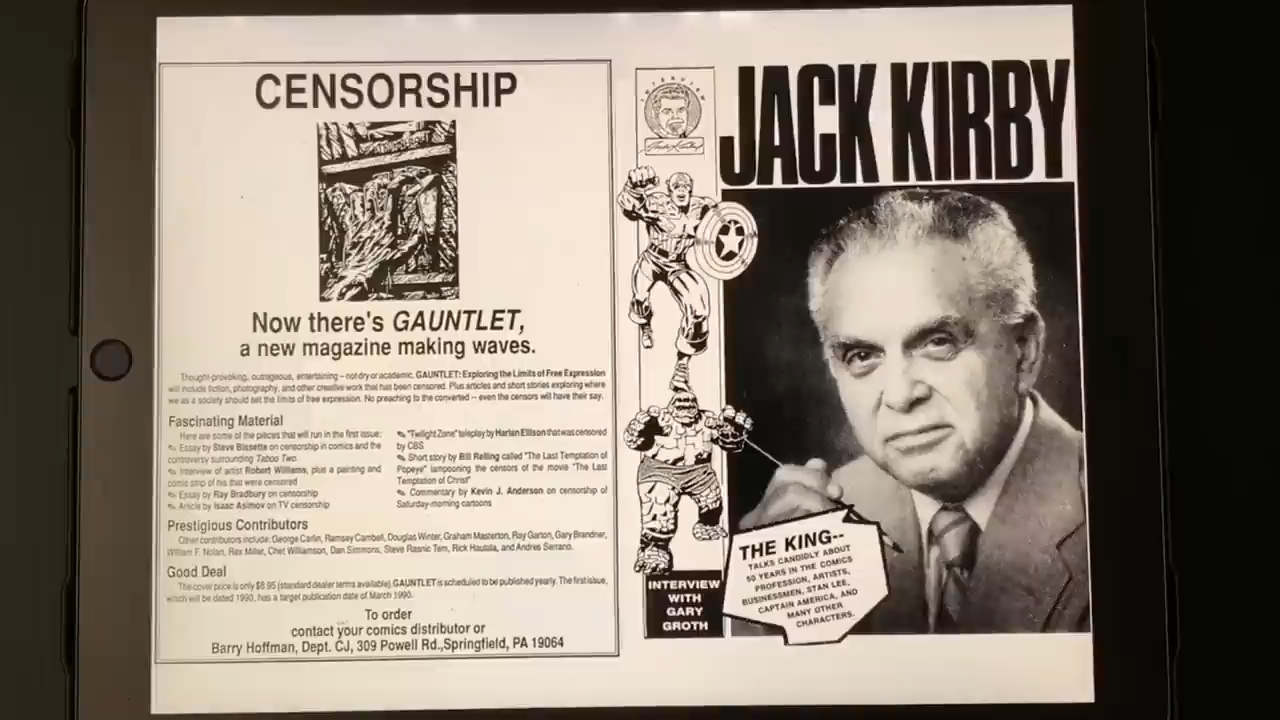 CENSORSHIP
Now there's GAUNTLET,
a new magazine making waves.
Thought-provoking, outrageous, entertaining -- not dry or academic. GAUNTLET: Exploring the Limits of Free Expression
will include fiction, photography, and other creative work that has been censored. Plus articles and short stories exploring where
we as a society should set the limits of free expression. No preaching to the converted -- even the censors will have their say.
Fascinating Material
Here are some of the pieces that will run in the first issue:
Essay by Steve Bissette on censorship in comics and the
controversy surrounding Taboo Two.
Interview of artist Robert Williams, plus a painting and
comic strip of his that were censored
Essay by Ray Bradbury on censorship
Article by Isaac Asimov on TV censorship
"Twilight Zone" teleplay by Harlan Ellison that was censored
by CBS
Short story by Bill Relling called "The Last Temptation of
Popeye" lampooning the censors of the movie "The Last
Temptation of Christ"
Commentary by Kevin J. Anderson on censorship of
Saturday-morning cartoons
Prestigious Contributors
Other contributors include: George Carlin, Ramsey Cambell, Douglas Winter, Graham Masterton, Ray Garton, Gary Brandner,
William F. Nolan, Rex Miller, Chet Williamson, Dan Simmons, Steve Rasnic Tem, Rick Hautala, and Andres Serrano.
Good Deal
The cover price is only $8.95 (standard dealer terms available). GAUNTLET is scheduled to be published yearly. The first issue,
which will be dated 1990, has a target publication date of March 1990.
To order
contact your comics distributor or
Barry Hoffman, Dept. CJ, 309 Powell Rd.,Springfield, PA 19064
INTERVIEW
JACK KIRBY
THE KING--
TALKS CANDIDLY ABOUT
50 YEARS IN THE COMICS
PROFESSION, ARTISTS,
BUSINESSMEN, STAN LEE,
CAPTAIN AMERICA, AND
MANY OTHER
CHARACTERS.
INTERVIEW
WITH
GARY
GROTH